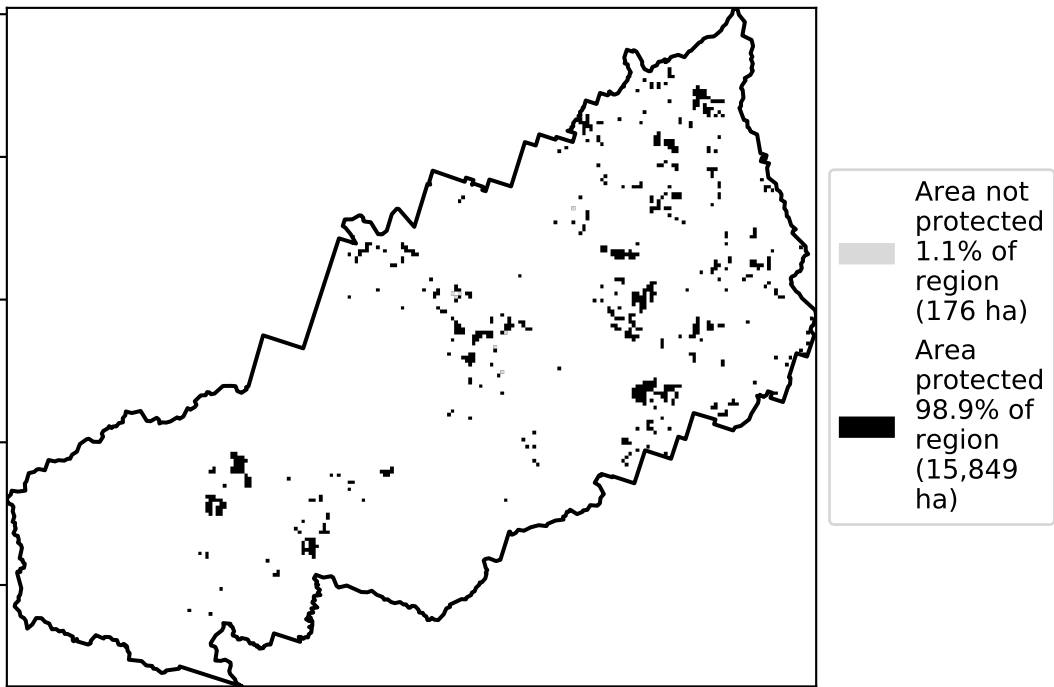 Area not
protected
1.1% of
region
(176 ha)
Area
protected
98.9% of
region
(15,849
ha)